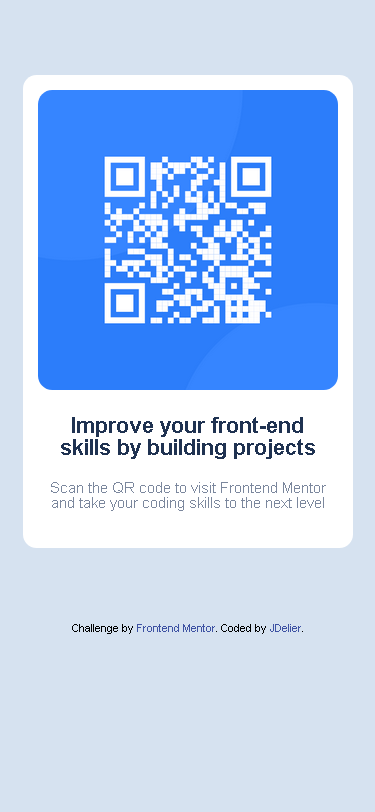 Improve your front-end
skills by building projects
Scan the QR code to visit Frontend Mentor
and take your coding skills to the next level
Challenge by Frontend Mentor. Coded by JDelier.